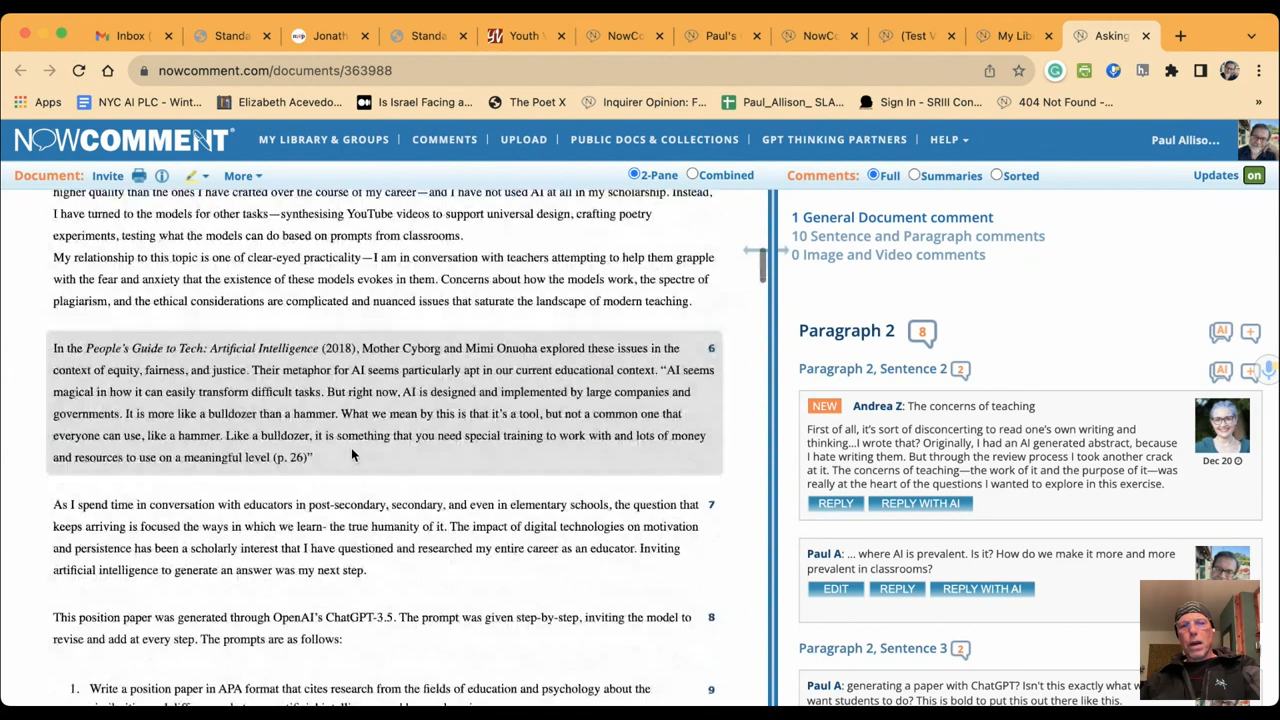 Inbox (
Standa
Jonath
Standa
Youth
NowCo
Paul's
NowCo
(Test
My Lib
Asking
nowcomment.com/documents/363988
Apps
NYC AI PLC - Wint...
Elizabeth Acevedo...
Is Israel Facing a...
The Poet X
Inquirer Opinion: F...
Paul_Allison_ SLA...
Sign In - SRIII Con...
404 Not Found -...
»
NOWCOMMENT®
MY LIBRARY & GROUPS
COMMENTS
UPLOAD
PUBLIC DOCS & COLLECTIONS
GPT THINKING PARTNERS
HELP
Paul Alliso...
Document:
Invite
More
2-Pane
Combined
Comments:
Full
Summaries
Sorted
Updates
on
higher quality than the ones I have crafted over the course of my career—and I have not used AI at all in my scholarship. Instead,
I have turned to the models for other tasks—synthesising YouTube videos to support universal design, crafting poetry
experiments, testing what the models can do based on prompts from classrooms.
My relationship to this topic is one of clear-eyed practicality—I am in conversation with teachers attempting to help them grapple
with the fear and anxiety that the existence of these models evokes in them. Concerns about how the models work, the spectre of
plagiarism, and the ethical considerations are complicated and nuanced issues that saturate the landscape of modern teaching.
In the People's Guide to Tech: Artificial Intelligence (2018), Mother Cyborg and Mimi Onuoha explored these issues in the
6
context of equity, fairness, and justice. Their metaphor for AI seems particularly apt in our current educational context. “AI seems
magical in how it can easily transform difficult tasks. But right now, AI is designed and implemented by large companies and
governments. It is more like a bulldozer than a hammer. What we mean by this is that it's a tool, but not a common one that
everyone can use, like a hammer. Like a bulldozer, it is something that you need special training to work with and lots of money
and resources to use on a meaningful level (p. 26)”
As I spend time in conversation with educators in post-secondary, secondary, and even in elementary schools, the question that
7
keeps arriving is focused the ways in which we learn- the true humanity of it. The impact of digital technologies on motivation
and persistence has been a scholarly interest that I have questioned and researched my entire career as an educator. Inviting
artificial intelligence to generate an answer was my next step.
This position paper was generated through OpenAI's ChatGPT-3.5. The prompt was given step-by-step, inviting the model to
8
revise and add at every step. The prompts are as follows:
1. Write a position paper in APA format that cites research from the fields of education and psychology about the
9
1 General Document comment
10 Sentence and Paragraph comments
0 Image and Video comments
Paragraph 2
8
AI
+
Paragraph 2, Sentence 2
2
AI
+
NEW
Andrea Z: The concerns of teaching
First of all, it's sort of disconcerting to read one's own writing and
thinking...I wrote that? Originally, I had an AI generated abstract, because
I hate writing them. But through the review process I took another crack
at it. The concerns of teaching—the work of it and the purpose of it—was
really at the heart of the questions I wanted to explore in this exercise.
Dec 20
REPLY
REPLY WITH AI
Paul A: ... where AI is prevalent. Is it? How do we make it more and more
prevalent in classrooms?
EDIT
REPLY
REPLY WITH AI
Paragraph 2, Sentence 3
2
Paul A: generating a paper with ChatGPT? Isn't this exactly what
want students to do? This is bold to put this out there like this.